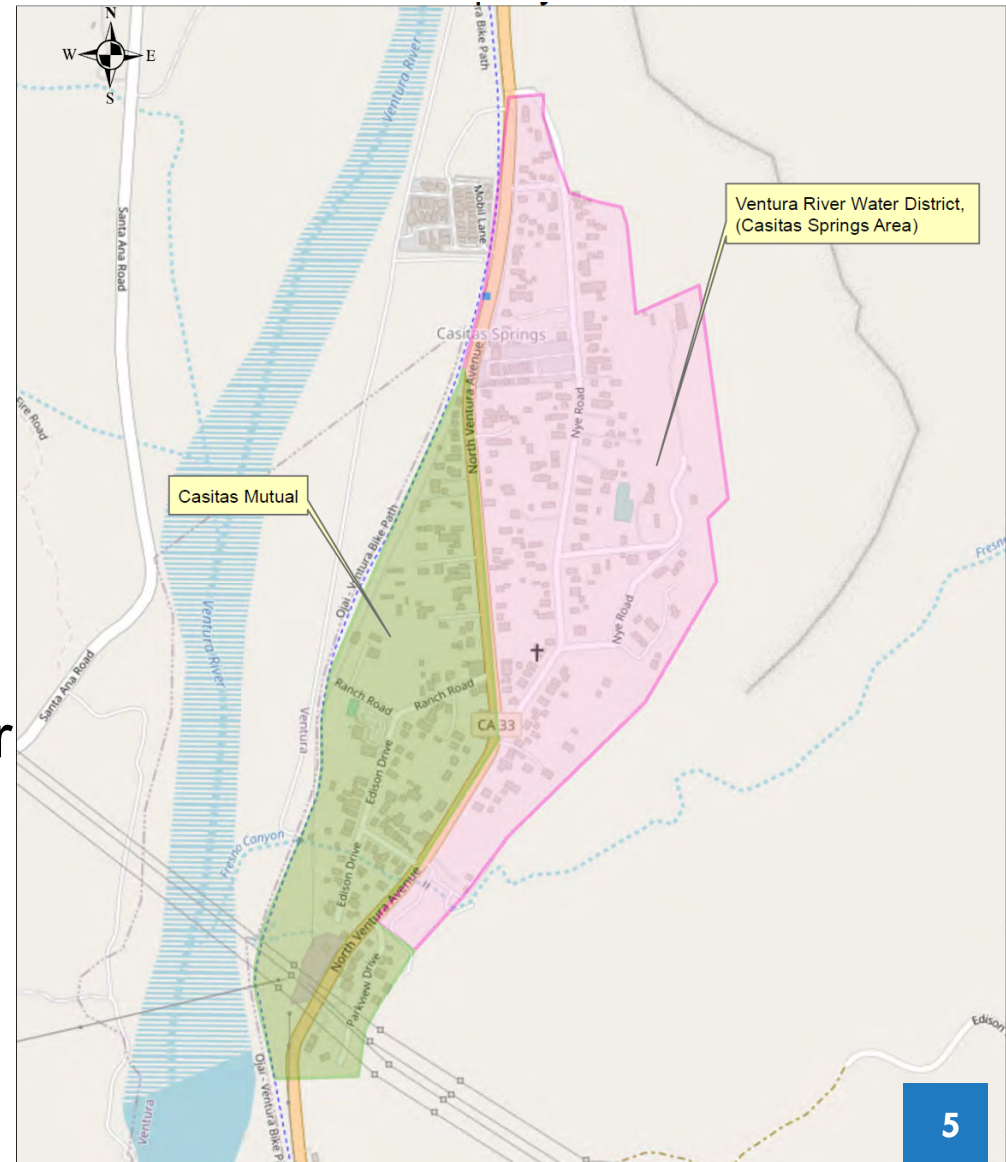 N
W E
S
ra Bike Path
Ventura River
Mobil Lane
Santa Ana Road
Ventura River Water District,
(Casitas Springs Area)
Casitas Springs
North Ventura Avenue
Nye Road
Fire Road
Casitas Mutual
Ojai - Ventura Bike Path
Fresno
Ventura River
Nye Road
Santa Ana Road
Ranch Road
Ranch Road
Ventura
CA 33
r
Edison Drive
Fresno Canyon
Edison Drive
North Ventura Avenue
Parkview Drive
Edison
Ojai - Ventura Bike P
Ventura
5